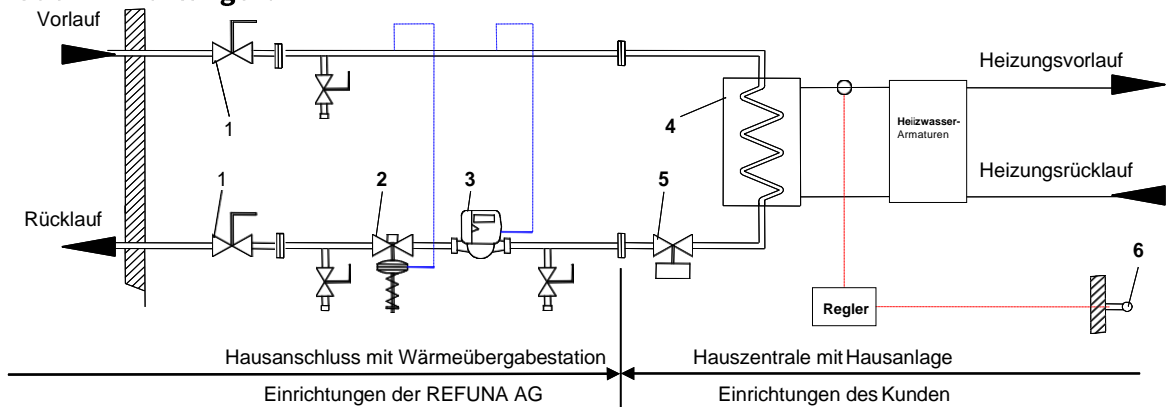 Vorlauf
1
4
Heizwasser-
Armaturen
Heizungsvorlauf
Heizungsrücklauf
Rücklauf
1
2
3
5
6
Regler
Hausanschluss mit Wärmeübergabestation
Hauszentrale mit Hausanlage
Einrichtungen der REFUNA AG
Einrichtungen des Kunden